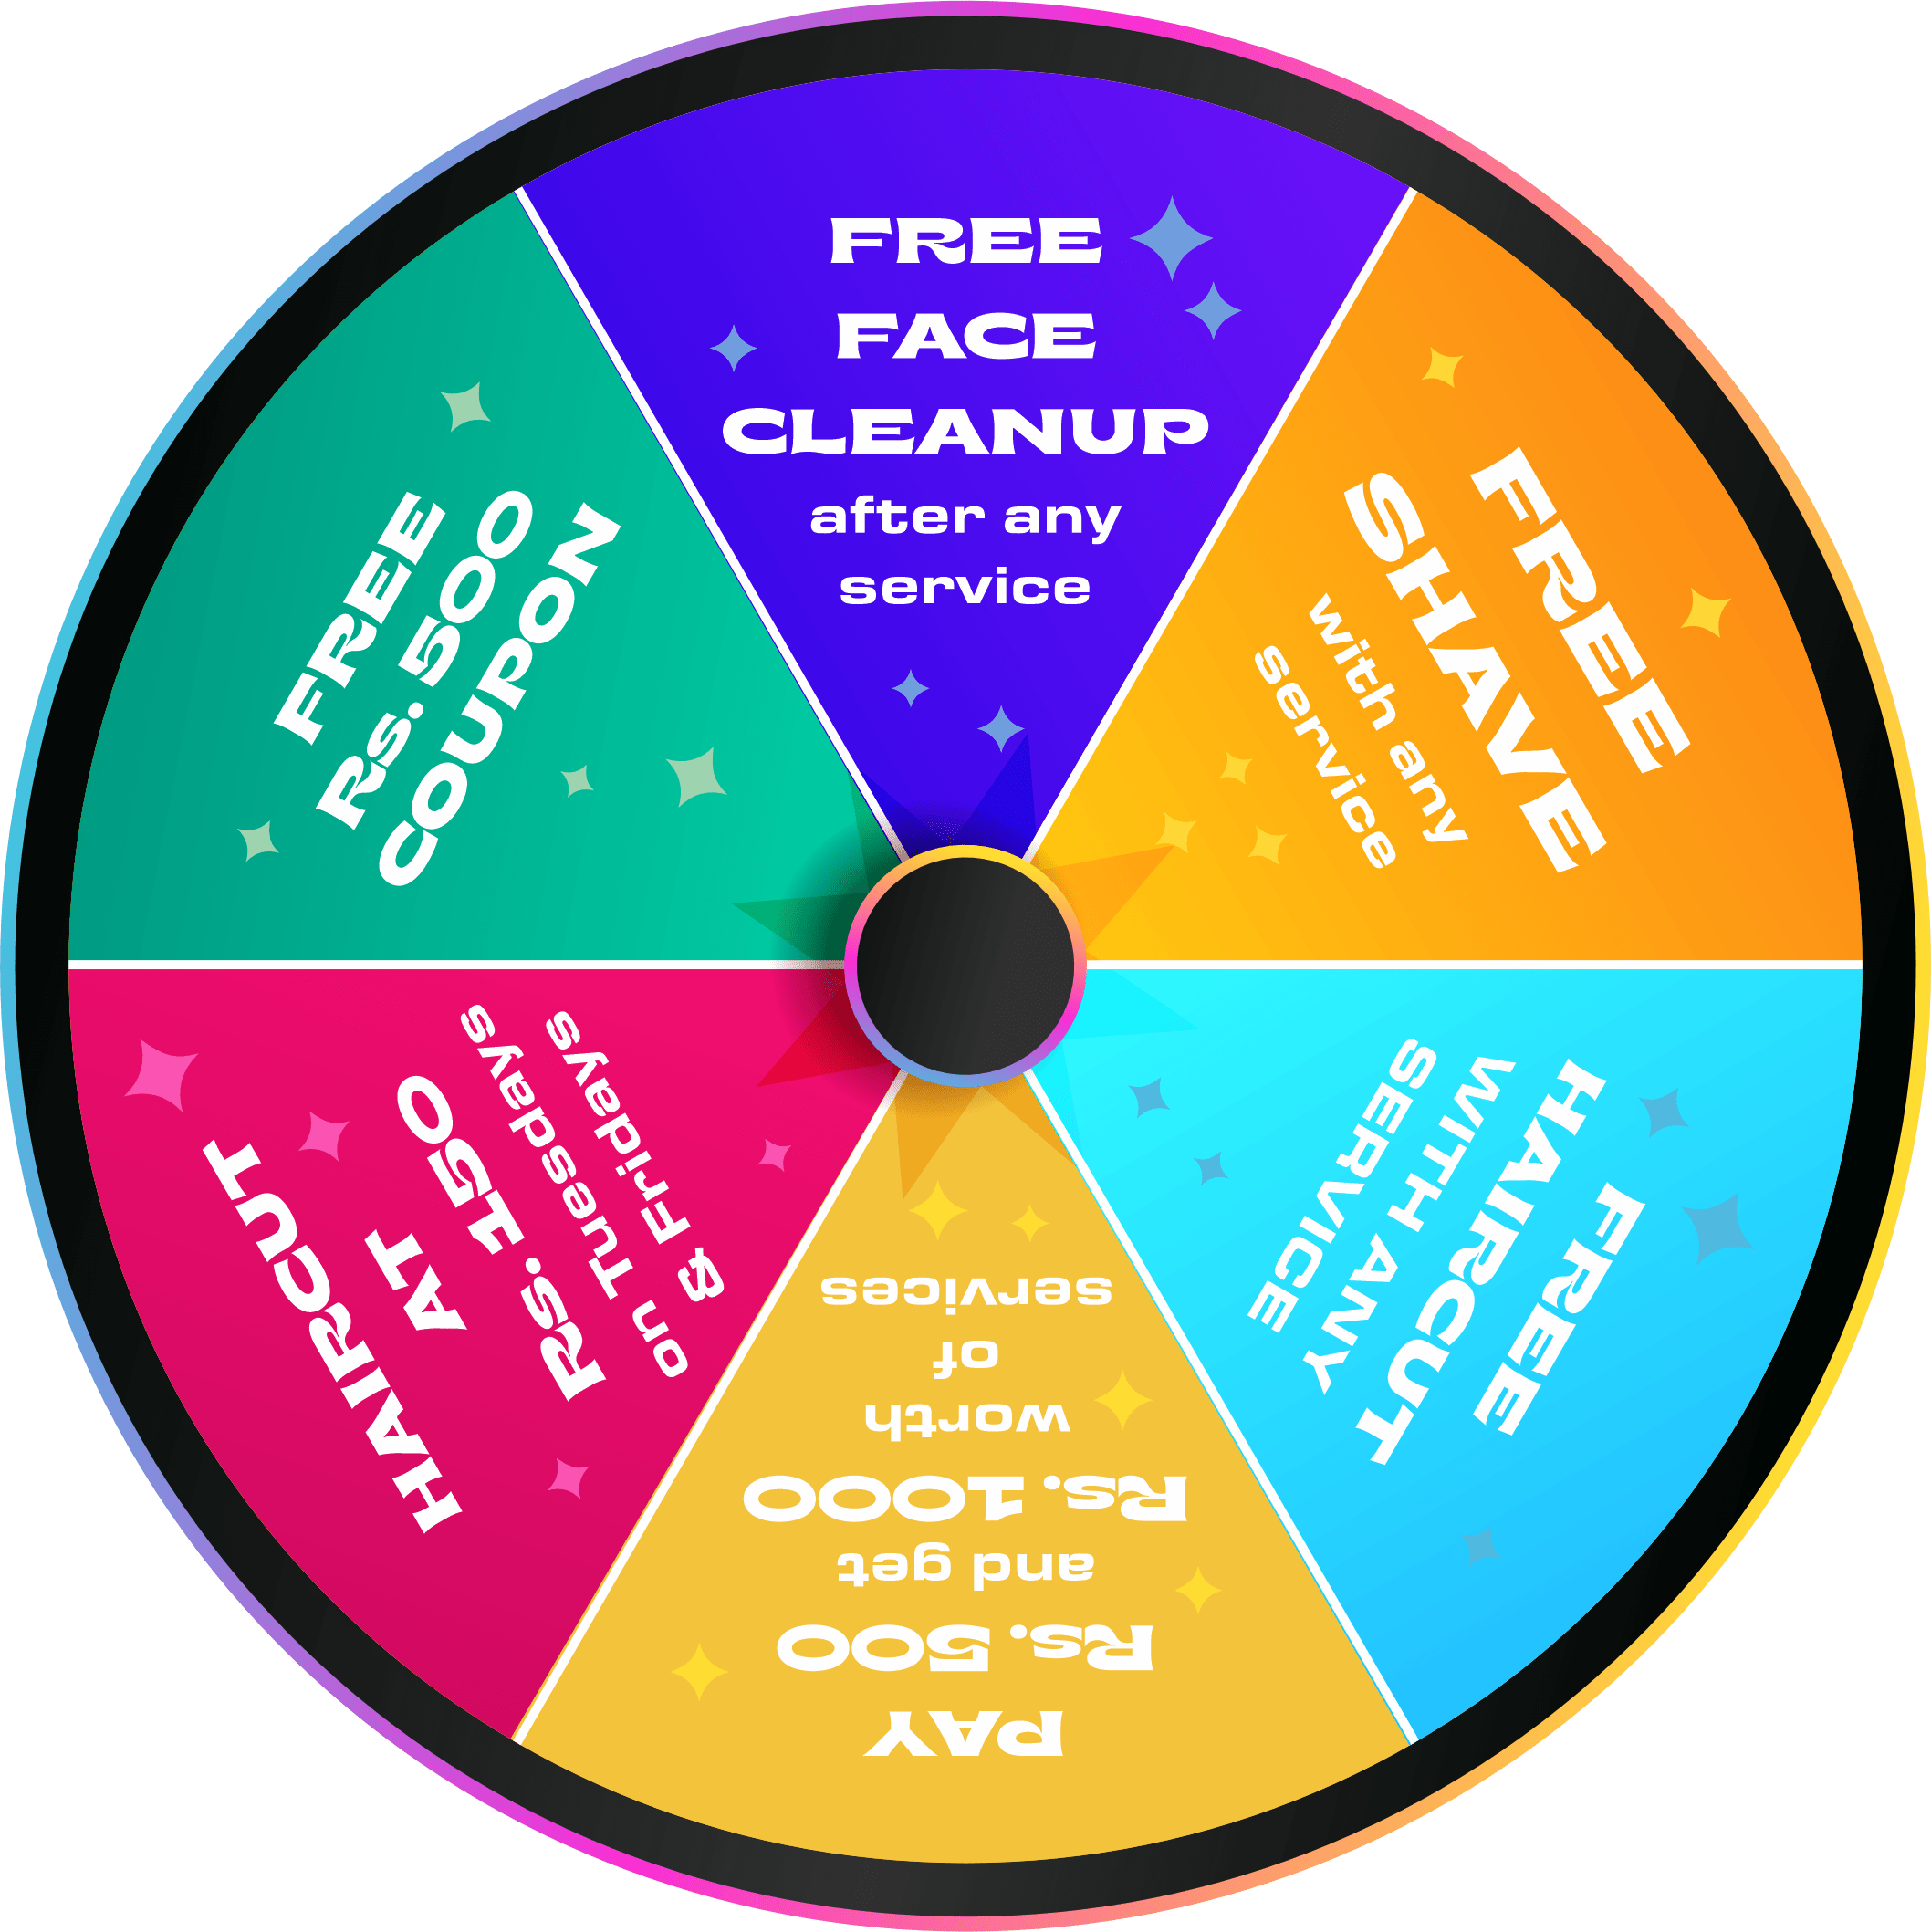 FREE
FACE
CLEANUP
after any
service
FREE
SHAVE
with any
service
FREE
HAIRCUT
WITH ANY
SERVICE
PAY
Rs. 500
and get
Rs.1000
worth
of
services
HAIRCUT
AT
RS. 150
on Tuesdays
& Fridays
FREE
RS. 500
COUPON